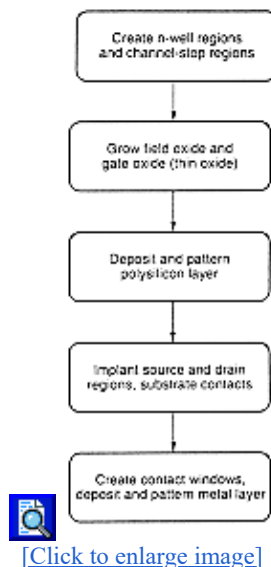 Create n-well regions
and channel-stop regions
Grow field oxide and
gate oxide (thin oxide)
Deposit and pattern
polysilicon layer
Implant source and drain
regions, substrate contacts
Create contact windows,
deposit and pattern metal layer
[Click to enlarge image]